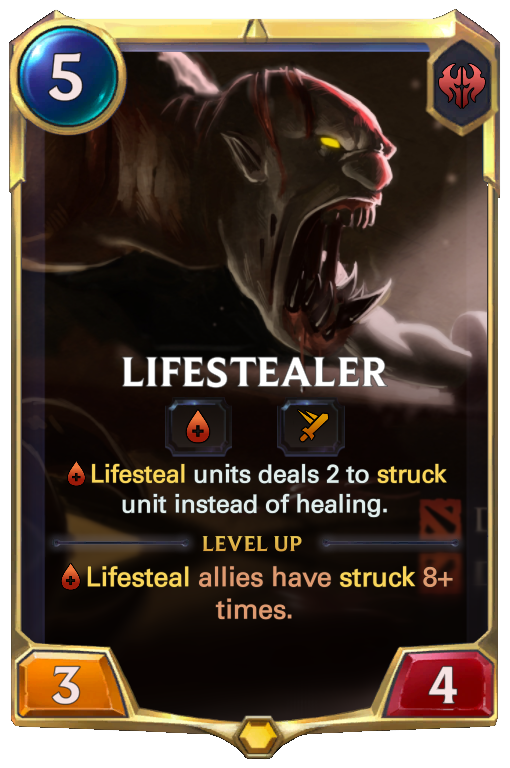 5
LIFESTEALER
Lifesteal units deals 2 to struck
unit instead of healing.
LEVEL UP
Lifesteal allies have struck 8+
times.
3
4